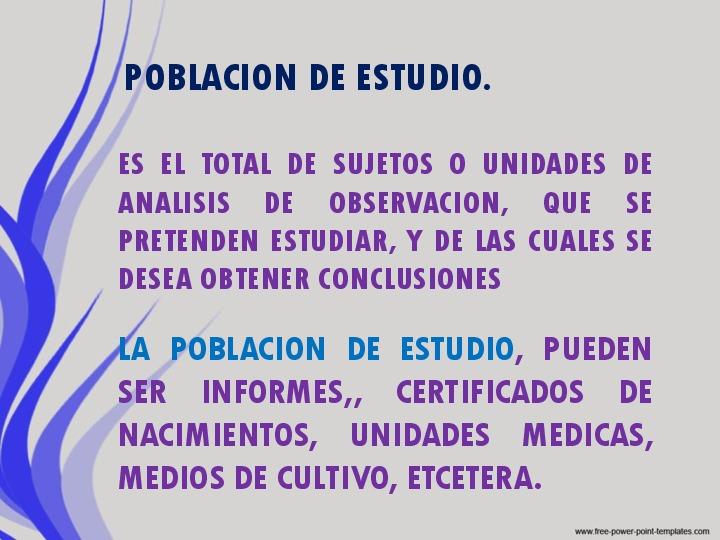 POBLACION DE ESTUDIO.
ES EL TOTAL DE SUJETOS O UNIDADES DE
ANALISIS DE OBSERVACION, QUE SE
PRETENDEN ESTUDIAR, Y DE LAS CUALES SE
DESEA OBTENER CONCLUSIONES
LA POBLACION DE ESTUDIO, PUEDEN
SER INFORMES,, CERTIFICADOS DE
NACIMIENTOS, UNIDADES MEDICAS,
MEDIOS DE CULTIVO, ETCETERA.
www.free-power-point-templates.com